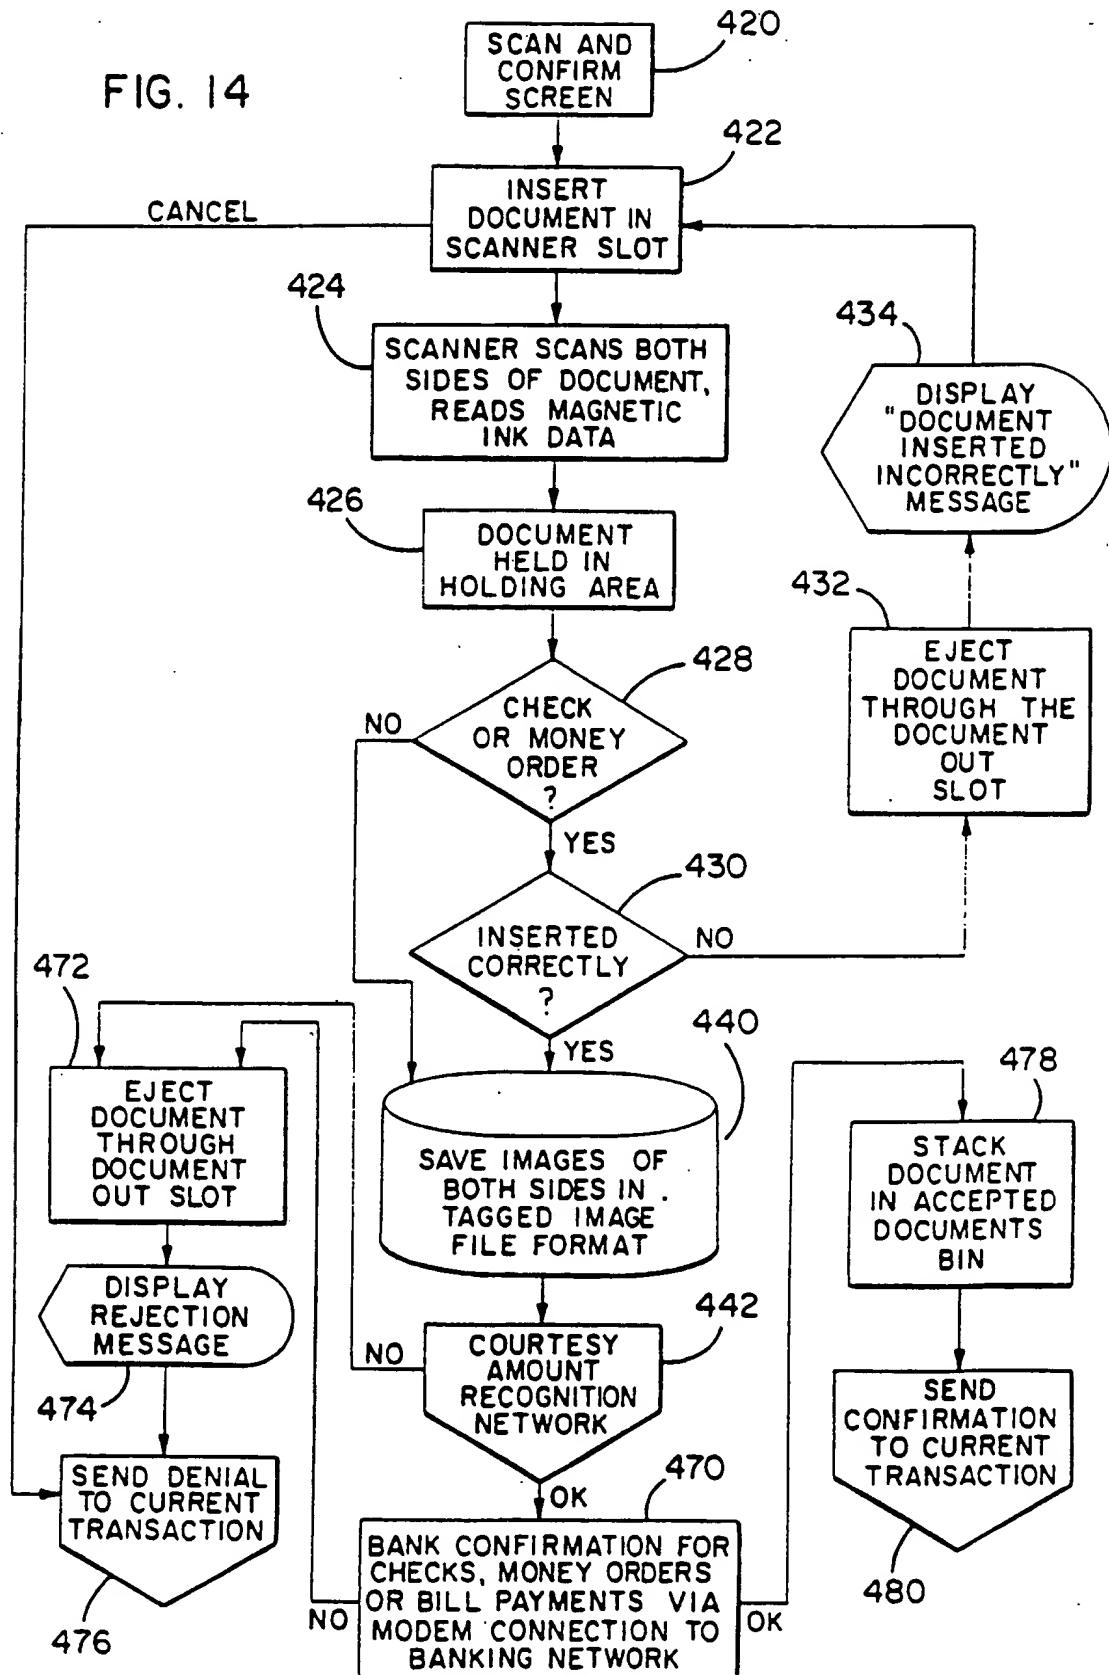 FIG. 14
420
SCAN AND
CONFIRM
SCREEN
422
INSERT
DOCUMENT IN
SCANNER SLOT
CANCEL
424
SCANNER SCANS BOTH
SIDES OF DOCUMENT,
READS MAGNETIC
INK DATA
434
DISPLAY
"DOCUMENT
INSERTED
INCORRECTLY"
MESSAGE
426
DOCUMENT
HELD IN
HOLDING AREA
432
EJECT
DOCUMENT
THROUGH THE
DOCUMENT
OUT
SLOT
428
CHECK
OR MONEY
ORDER
?
NO
YES
430
INSERTED
CORRECTLY
?
NO
YES
472
EJECT
DOCUMENT
THROUGH
DOCUMENT
OUT SLOT
440
SAVE IMAGES OF
BOTH SIDES IN
TAGGED IMAGE
FILE FORMAT
478
STACK
DOCUMENT
IN ACCEPTED
DOCUMENTS
BIN
DISPLAY
REJECTION
MESSAGE
474
442
COURTESY
AMOUNT
RECOGNITION
NETWORK
NO
OK
SEND
CONFIRMATION
TO CURRENT
TRANSACTION
480
SEND DENIAL
TO CURRENT
TRANSACTION
476
470
BANK CONFIRMATION FOR
CHECKS, MONEY ORDERS
OR BILL PAYMENTS VIA
MODEM CONNECTION TO
BANKING NETWORK
NO
OK